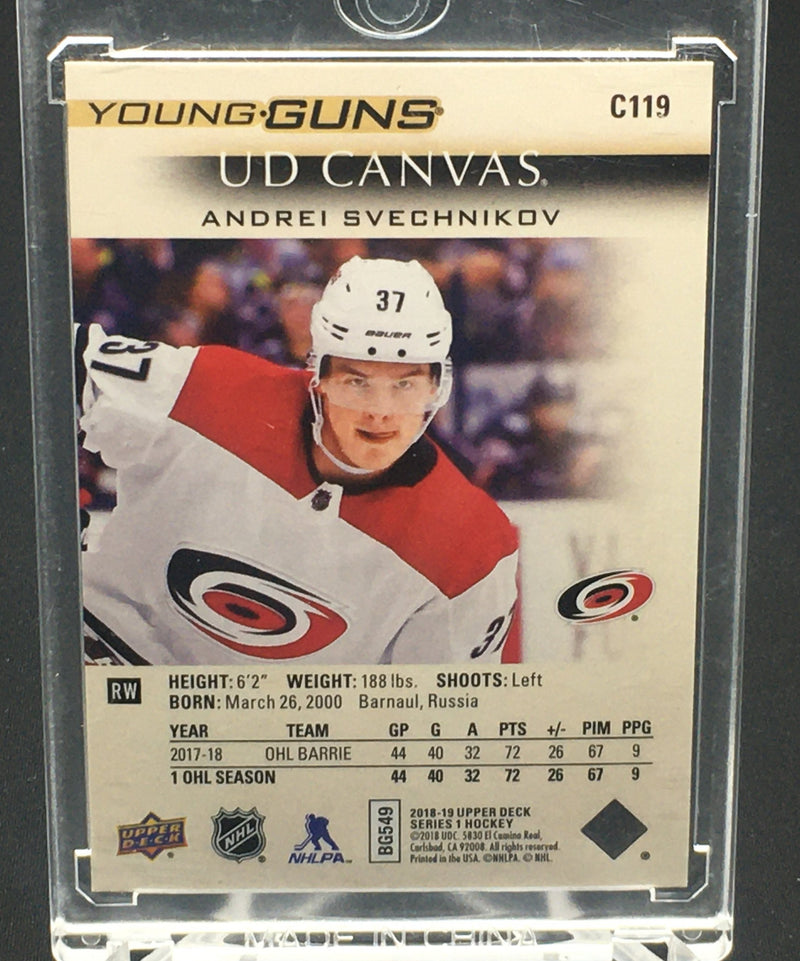 YOUNG·GUNS
C119
UD CANVAS
ANDREI SVECHNIKOV
37
BAUER
37
37
RW
HEIGHT: 6'2" WEIGHT: 188 lbs. SHOOTS: Left
BORN: March 26, 2000 Barnaul, Russia
YEAR TEAM GP G A PTS +/- PIM PPG
2017-18 OHL BARRIE 44 40 32 72 26 67 9
1 OHL SEASON 44 40 32 72 26 67 9
UPPER DECK
NHL
NHLPA
BG549
2018-19 UPPER DECK
SERIES 1 HOCKEY
©2018 UDC. 5830 El Camino Real,
Carlsbad, CA 92008. All rights reserved.
Printed in the USA. ©NHLPA. © NHL.
MADE IN CHINA